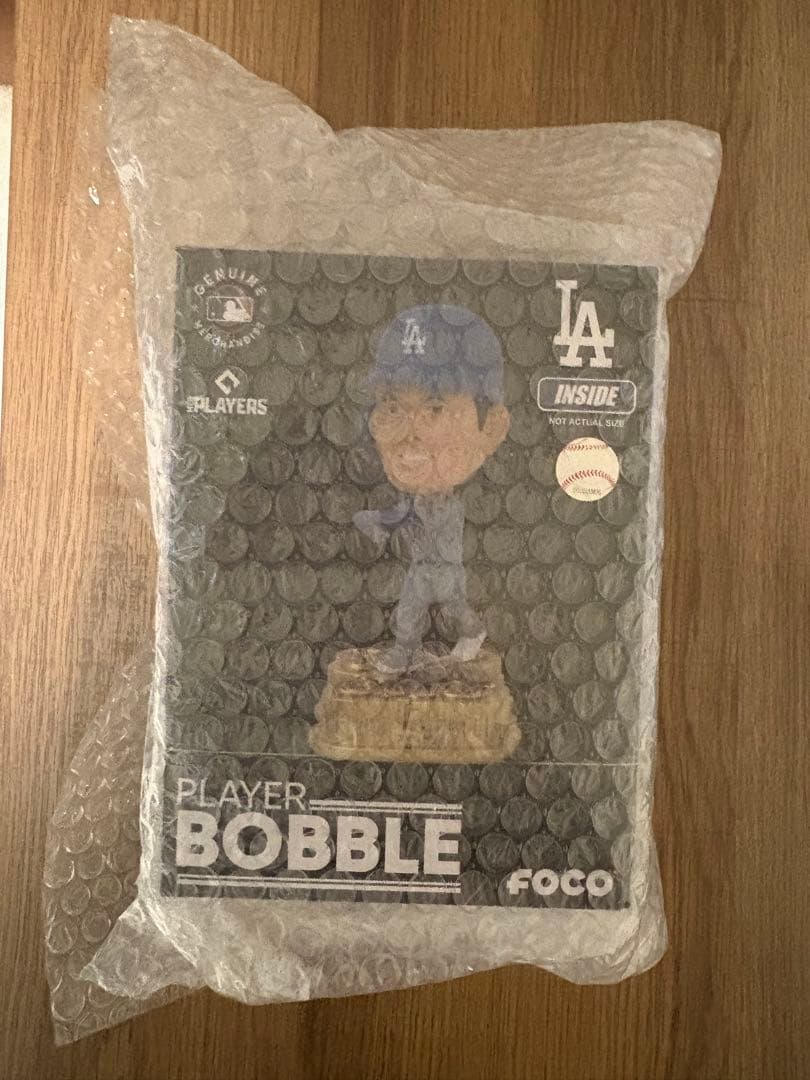 GENUINE
MERCHANDISE
PLAYERS
LA
LA
INSIDE
NOT ACTUAL SIZE
PLAYER
BOBBLE
FOCO